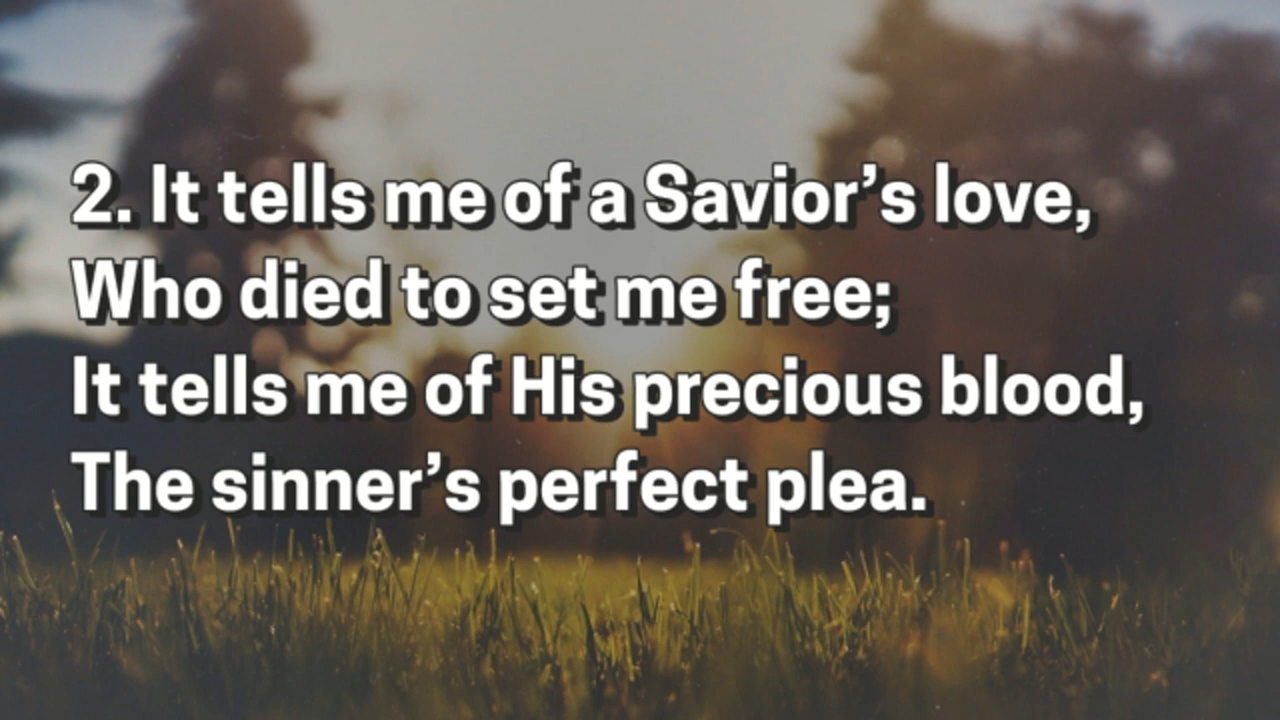 2. It tells me of a Savior’s love,
Who died to set me free;
It tells me of His precious blood,
The sinner’s perfect plea.